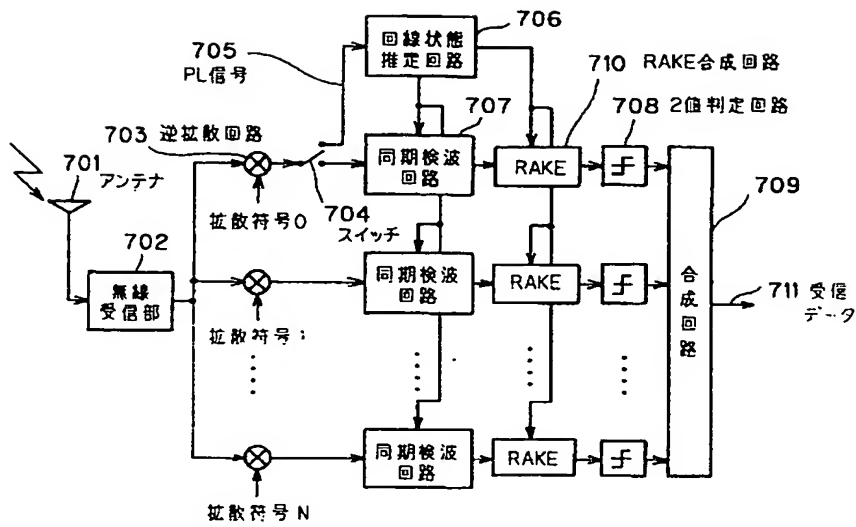 706
705
PL信号
回線状態
推定回路
710 RAKE合成回路
707
708 2値判定回路
703 逆拡散回路
701
アンテナ
同期検波
回路
RAKE
709
拡散符号0
704
スイッチ
702
無線
受信部
同期検波
回路
RAKE
合成回路
711 受信
データ
拡散符号i
同期検波
回路
RAKE
拡散符号N